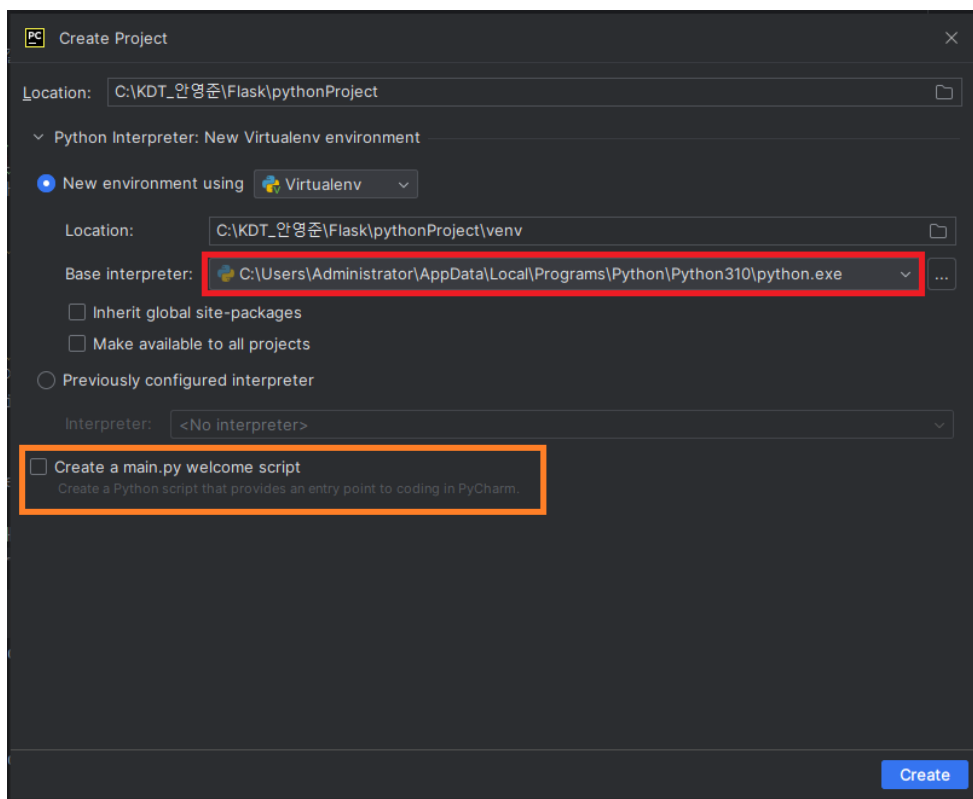 PC Create Project
Location: C:\KDT_안영준\Flask\pythonProject
Python Interpreter: New Virtualenv environment
New environment using Virtualenv
Location: C:\KDT_안영준\Flask\pythonProject\venv
Base interpreter: C:\Users\Administrator\AppData\Local\Programs\Python\Python310\python.exe ...
Inherit global site-packages
Make available to all projects
Previously configured interpreter
Interpreter: <No interpreter>
Create a main.py welcome script
Create a Python script that provides an entry point to coding in PyCharm.
Create